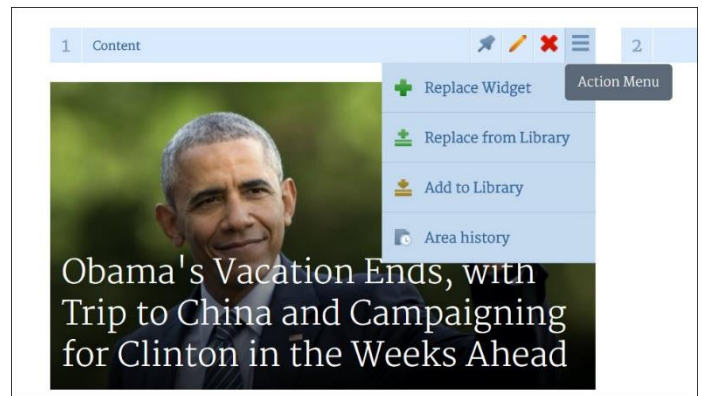 1 Content 2
Action Menu
Replace Widget
Replace from Library
Add to Library
Area history
Obama's Vacation Ends, with
Trip to China and Campaigning
for Clinton in the Weeks Ahead